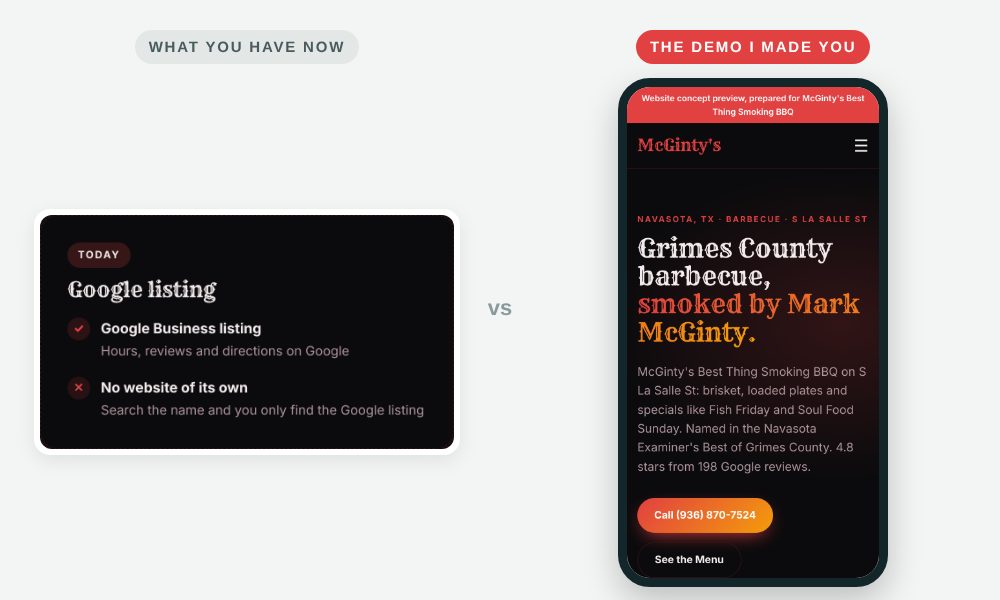 WHAT YOU HAVE NOW
TODAY
Google listing
Google Business listing
Hours, reviews and directions on Google
No website of its own
Search the name and you only find the Google listing
vs
THE DEMO I MADE YOU
Website concept preview, prepared for McGinty's Best
Thing Smoking BBQ
McGinty's
NAVASOTA, TX · BARBECUE · S LA SALLE ST
Grimes County
barbecue,
smoked by Mark
McGinty.
McGinty's Best Thing Smoking BBQ on S
La Salle St: brisket, loaded plates and
specials like Fish Friday and Soul Food
Sunday. Named in the Navasota
Examiner's Best of Grimes County. 4.8
stars from 198 Google reviews.
Call (936) 870-7524
See the Menu